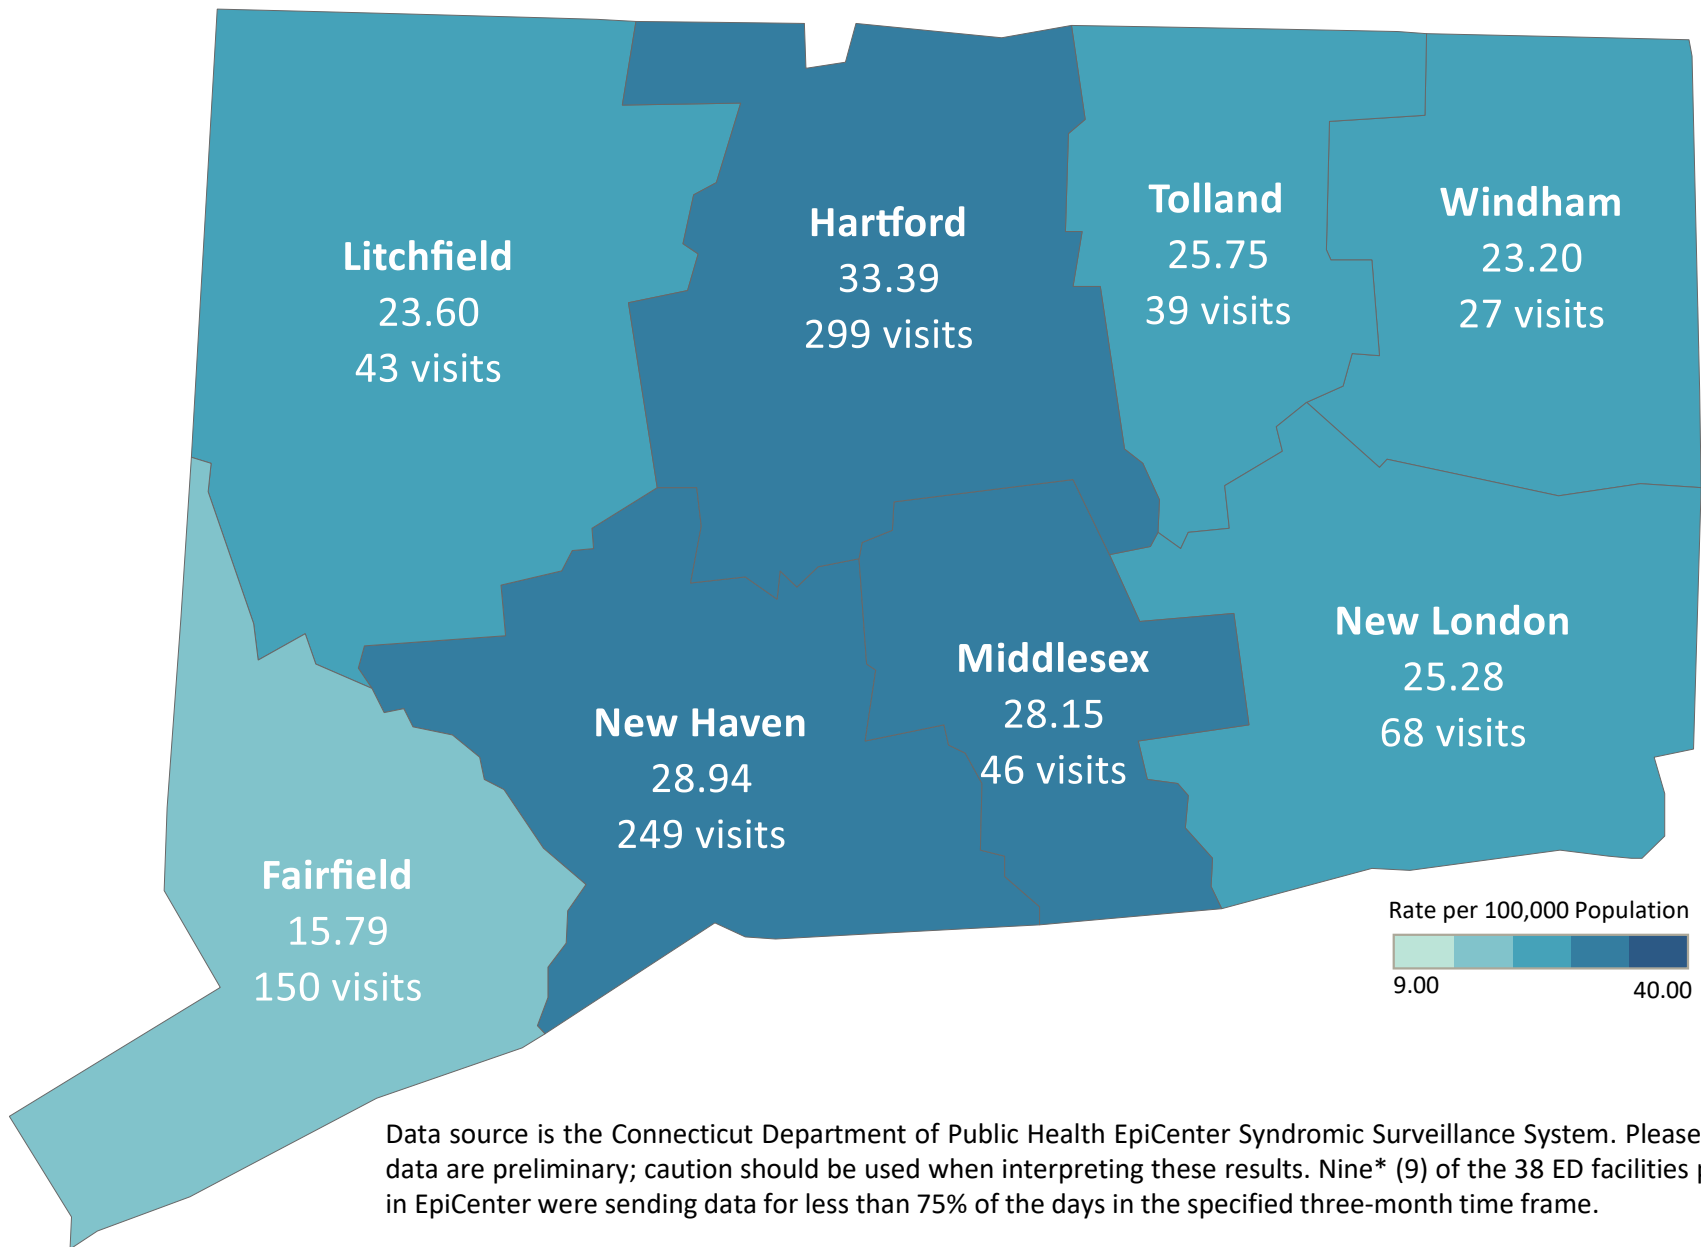 Litchfield
23.60
43 visits
Hartford
33.39
299 visits
Tolland
25.75
39 visits
Windham
23.20
27 visits
New Haven
28.94
249 visits
Middlesex
28.15
46 visits
New London
25.28
68 visits
Fairfield
15.79
150 visits
Rate per 100,000 Population
9.00
40.00
Data source is the Connecticut Department of Public Health EpiCenter Syndromic Surveillance System. Please
data are preliminary; caution should be used when interpreting these results. Nine* (9) of the 38 ED facilities
in EpiCenter were sending data for less than 75% of the days in the specified three-month time frame.